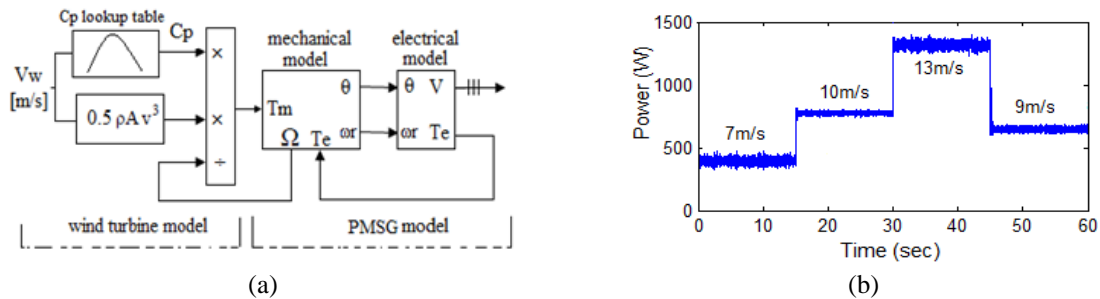 Cp lookup table
Cp
Vw
[m/s]
0.5 ρA v³
×
×
÷
mechanical
model
electrical
model
Tm
θ
Ω
Te
ωr
θ
V
ωr
Te
wind turbine model
PMSG model
(a)
Power (W)
1500
1000
500
0
7m/s
10m/s
13m/s
9m/s
0
10
20
30
40
50
60
Time (sec)
(b)